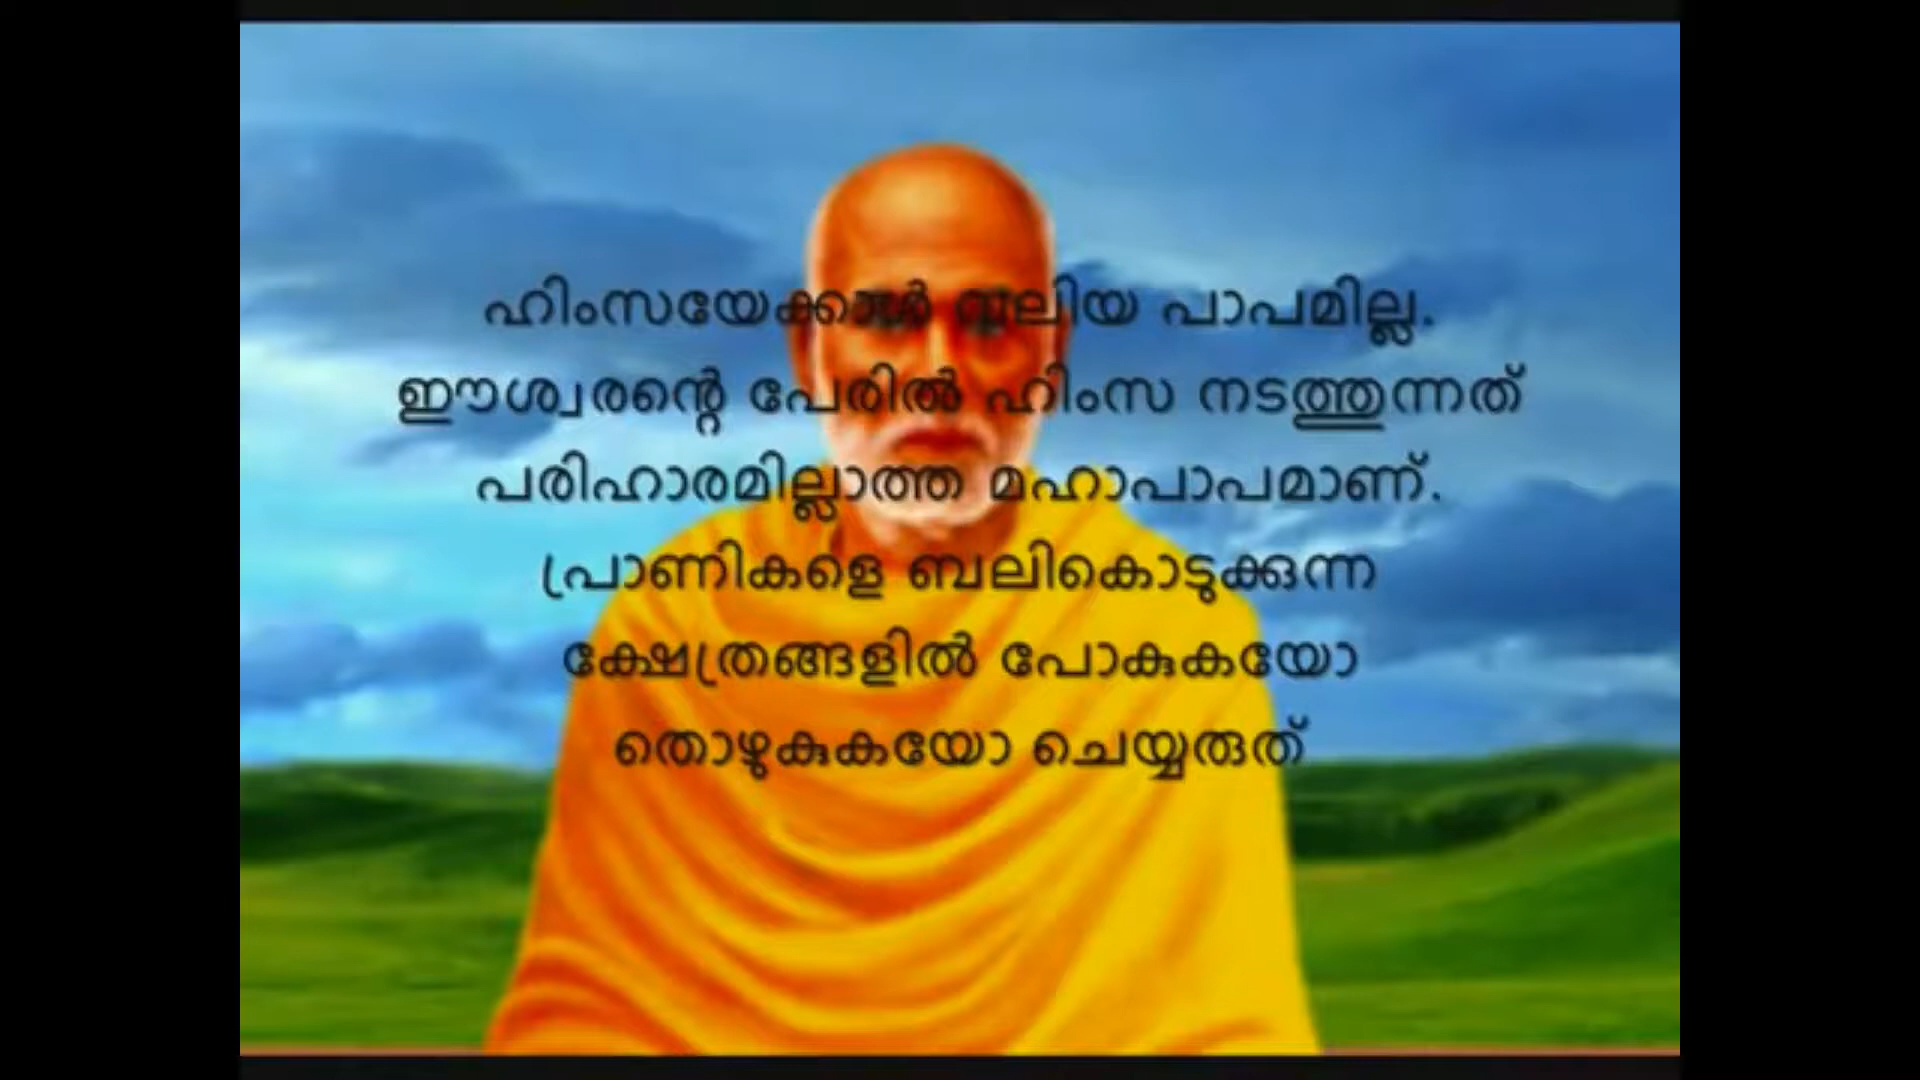 ഹിംസയേക്കാൾ വലിയ പാപമില്ല.
ഈശ്വരന്റെ പേരിൽ ഹിംസ നടത്തുന്നത്
പരിഹാരമില്ലാത്ത മഹാപാപമാണ്.
പ്രാണികളെ ബലികൊടുക്കുന്ന
ക്ഷേത്രങ്ങളിൽ പോകുകയോ
തൊഴുകുകയോ ചെയ്യരുത്